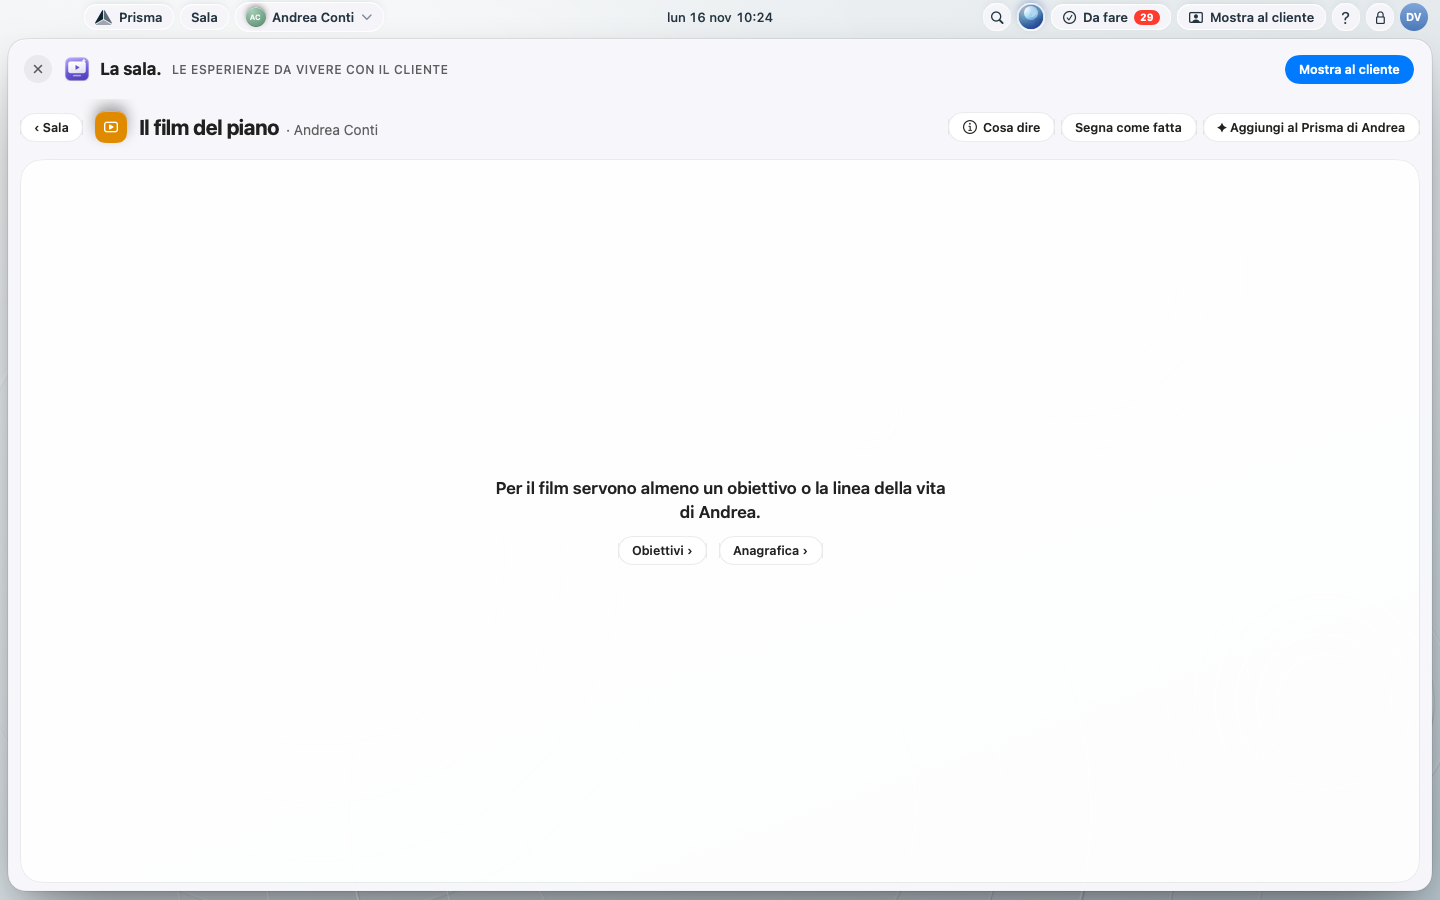 Prisma
Sala
AC Andrea Conti
lun 16 nov 10:24
Da fare 29
Mostra al cliente
?
DV
La sala. LE ESPERIENZE DA VIVERE CON IL CLIENTE
Mostra al cliente
‹ Sala
Il film del piano · Andrea Conti
Cosa dire
Segna come fatta
✦ Aggiungi al Prisma di Andrea
Per il film servono almeno un obiettivo o la linea della vita
di Andrea.
Obiettivi ›
Anagrafica ›